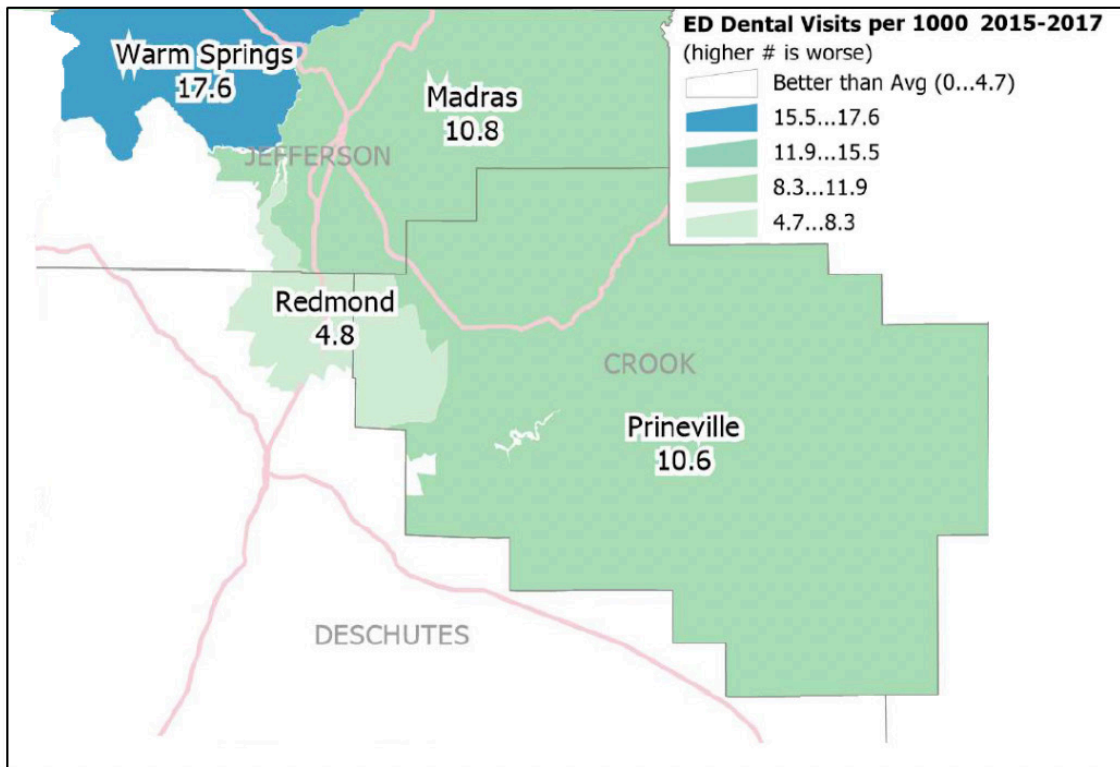 ED Dental Visits per 1000 2015-2017
(higher # is worse)
Better than Avg (0...4.7)
15.5...17.6
11.9...15.5
8.3...11.9
4.7...8.3
Warm Springs
17.6
Madras
10.8
JEFFERSON
Redmond
4.8
CROOK
Prineville
10.6
DESCHUTES